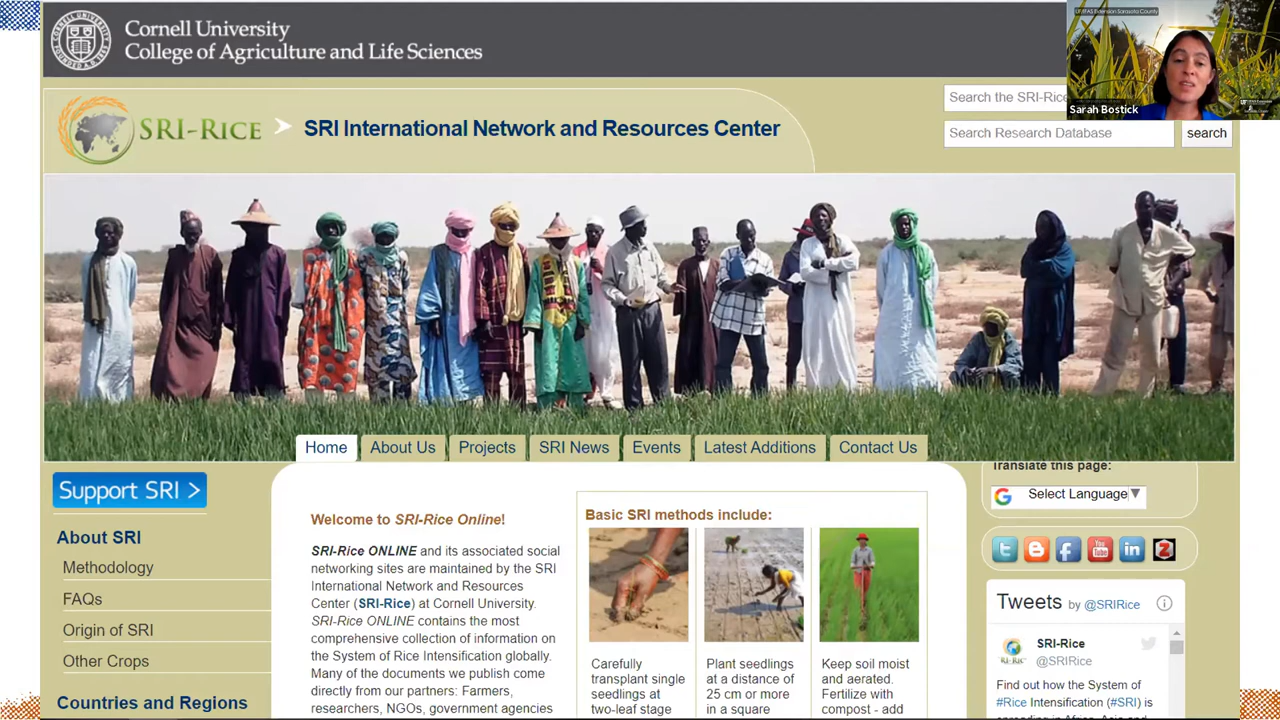 Cornell University
College of Agriculture and Life Sciences
UF/IFAS Extension Sarasota County
Sarah Bostick
SRI-RICE
SRI International Network and Resources Center
Search the SRI-Rice
Search Research Database
search
Home
About Us
Projects
SRI News
Events
Latest Additions
Contact Us
Support SRI >
About SRI
Methodology
FAQs
Origin of SRI
Other Crops
Countries and Regions
Welcome to SRI-Rice Online!
SRI-Rice ONLINE and its associated social
networking sites are maintained by the SRI
International Network and Resources
Center (SRI-Rice) at Cornell University.
SRI-Rice ONLINE contains the most
comprehensive collection of information on
the System of Rice Intensification globally.
Many of the documents we publish come
directly from our partners: Farmers,
researchers, NGOs, government agencies
Basic SRI methods include:
Carefully
transplant single
seedlings at
two-leaf stage
Plant seedlings
at a distance of
25 cm or more
in a square
Keep soil moist
and aerated.
Fertilize with
compost - add
Translate this page:
Select Language
Tweets by @SRIRice
SRI-Rice
@SRIRice
Find out how the System of
#Rice Intensification (#SRI) is